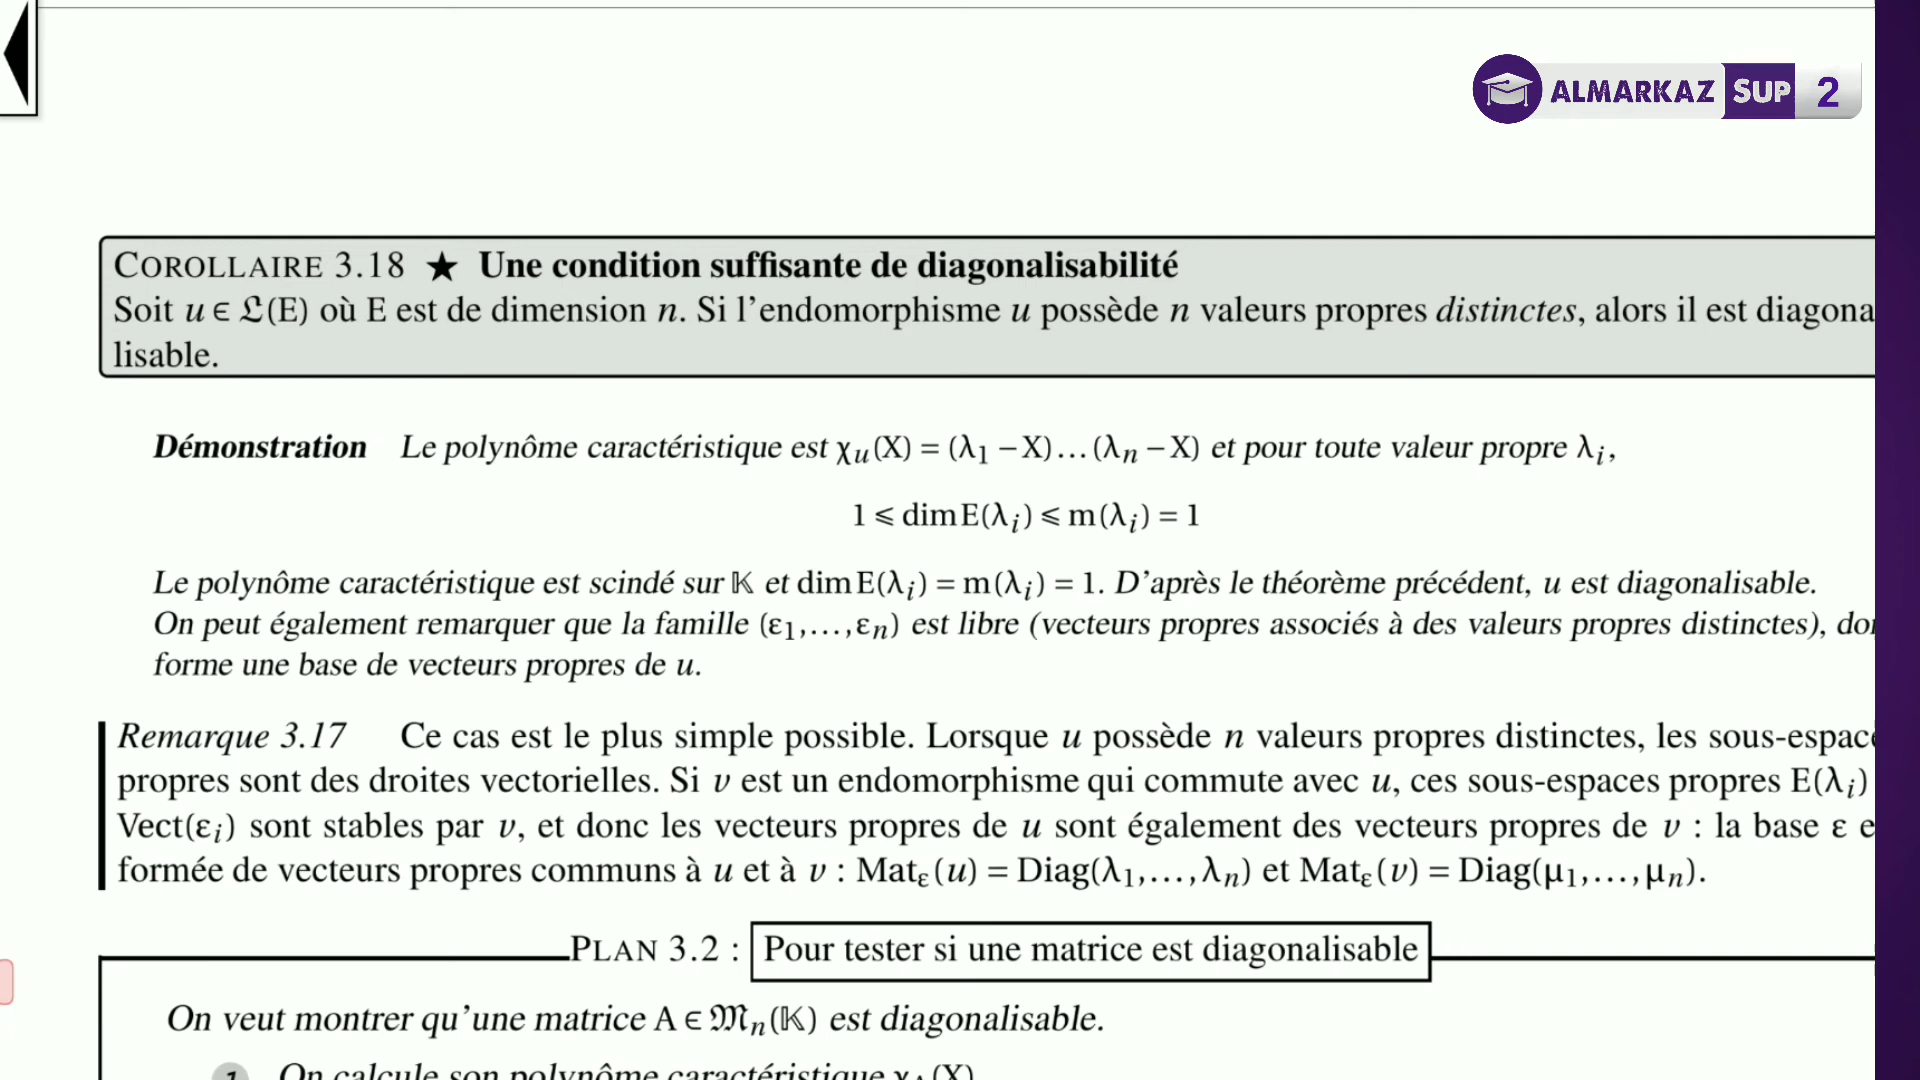 ALMARKAZ SUP 2
COROLLAIRE 3.18 ★ Une condition suffisante de diagonalisabilité
Soit u ∈ 𝔏(E) où E est de dimension n. Si l'endomorphisme u possède n valeurs propres distinctes, alors il est diagona
lisable.
Démonstration Le polynôme caractéristique est χu(X) = (λ1 − X)…(λn − X) et pour toute valeur propre λi,
1 ⩽ dim E(λi) ⩽ m(λi) = 1
Le polynôme caractéristique est scindé sur 𝕂 et dim E(λi) = m(λi) = 1. D'après le théorème précédent, u est diagonalisable.
On peut également remarquer que la famille (ε1,…,εn) est libre (vecteurs propres associés à des valeurs propres distinctes),
forme une base de vecteurs propres de u.
Remarque 3.17 Ce cas est le plus simple possible. Lorsque u possède n valeurs propres distinctes, les sous-espac
propres sont des droites vectorielles. Si v est un endomorphisme qui commute avec u, ces sous-espaces propres E(λi)
Vect(εi) sont stables par v, et donc les vecteurs propres de u sont également des vecteurs propres de v : la base ε e
formée de vecteurs propres communs à u et à v : Matε(u) = Diag(λ1,…,λn) et Matε(v) = Diag(μ1,…,μn).
PLAN 3.2 : Pour tester si une matrice est diagonalisable
On veut montrer qu'une matrice A ∈ 𝔐n(𝕂) est diagonalisable.
1 On calcule son polynôme caractéristique χA(X)